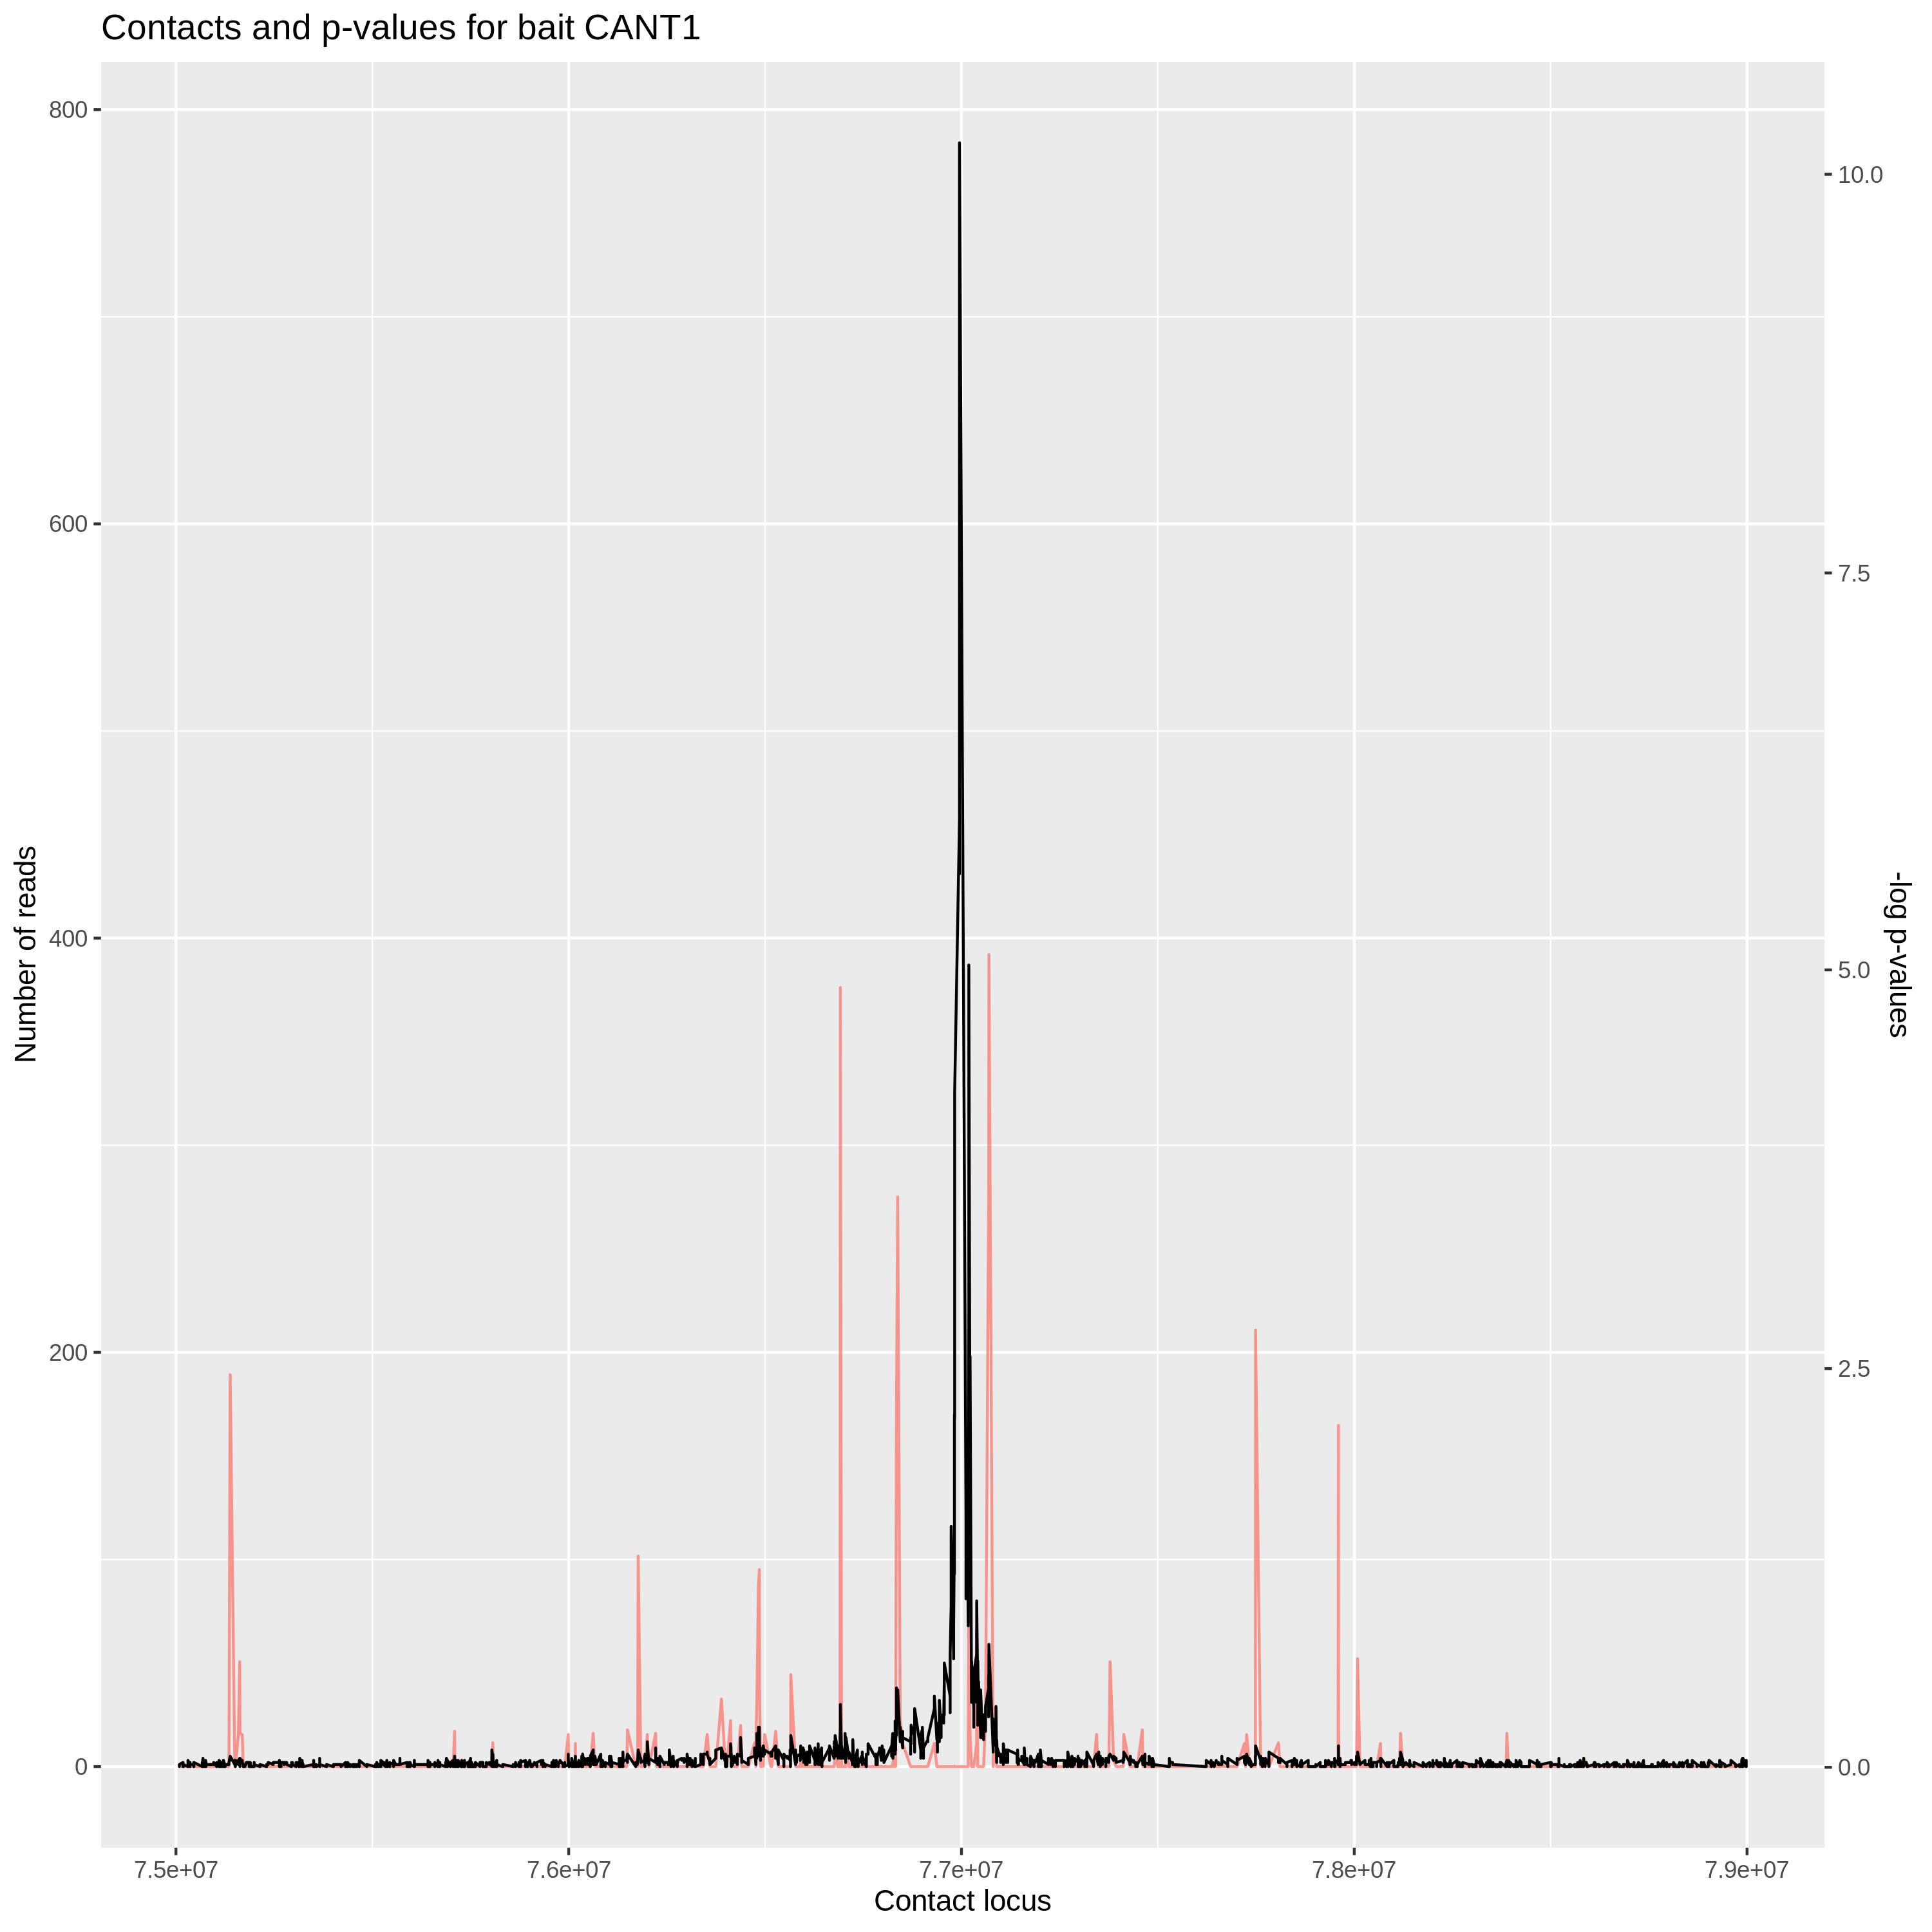 Contacts and p-values for bait CANT1
800
600
400
200
0
Number of reads
10.0
7.5
5.0
2.5
0.0
-log p-values
7.5e+07 7.6e+07 7.7e+07 7.8e+07 7.9e+07
Contact locus